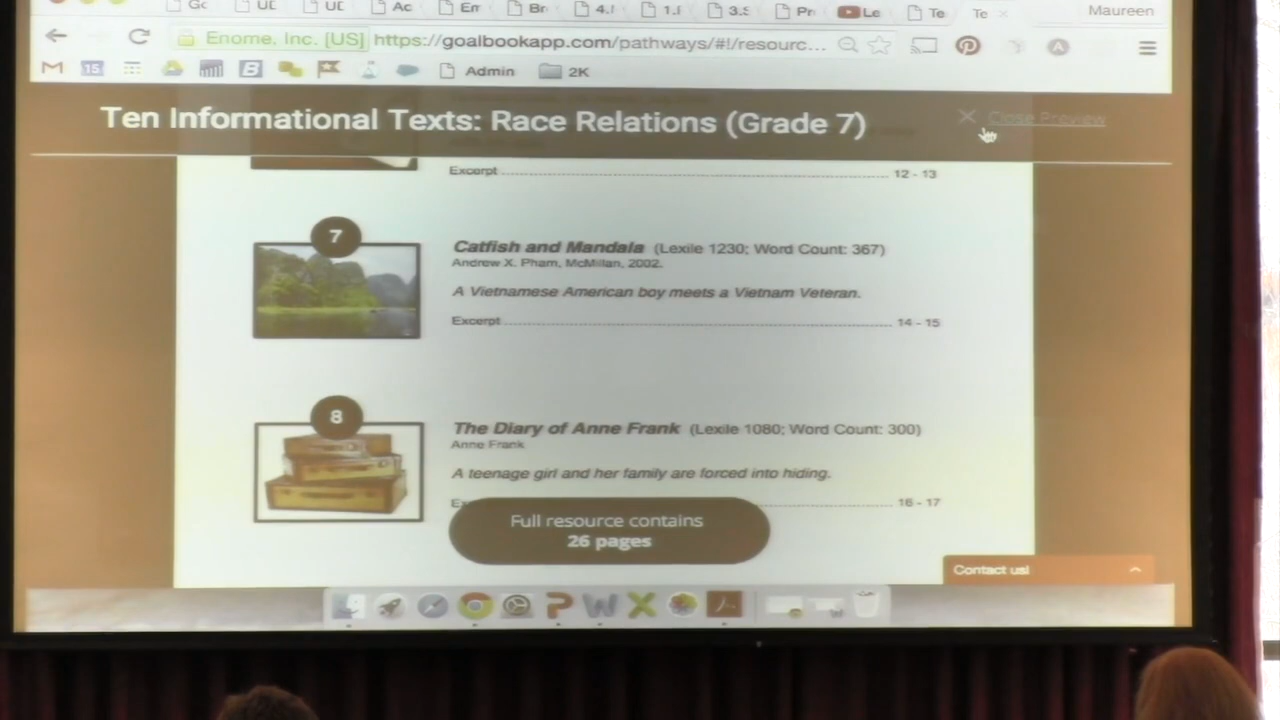 Maureen
Enome, Inc. [US] https://goalbookapp.com/pathways/#!/resourc...
15 B Admin 2K
Ten Informational Texts: Race Relations (Grade 7)
Close Preview
Excerpt 12 - 13
7
Catfish and Mandala (Lexile 1230; Word Count: 367)
Andrew X. Pham, McMillan, 2002.
A Vietnamese American boy meets a Vietnam Veteran.
Excerpt 14 - 15
8
The Diary of Anne Frank (Lexile 1080; Word Count: 300)
Anne Frank
A teenage girl and her family are forced into hiding.
16 - 17
Full resource contains
26 pages
Contact us!